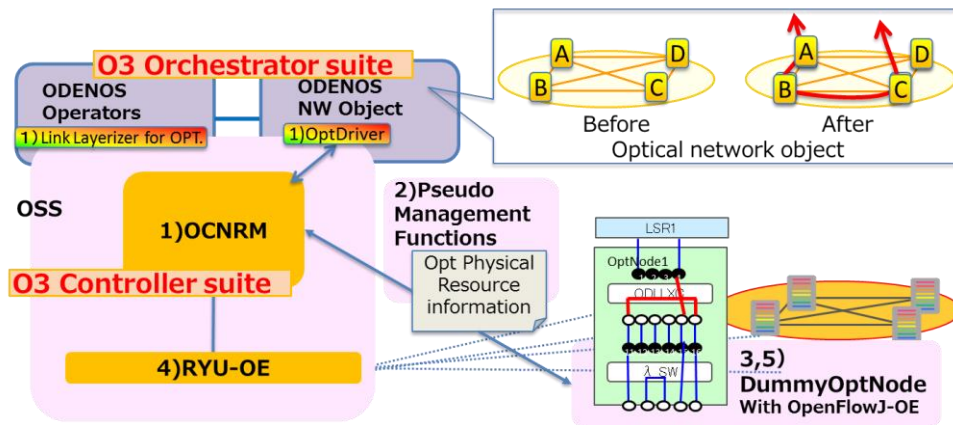 O3 Orchestrator suite
ODENOS
Operators
1) Link Layerizer for OPT.
ODENOS
NW Object
1)OptDriver
A
D
B
C
Before
A
D
B
C
After
Optical network object
OSS
1)OCNRM
O3 Controller suite
4)RYU-OE
2)Pseudo
Management
Functions
Opt Physical
Resource
information
LSR1
OptNode1
λ_SW
3,5)
DummyOptNode
With OpenFlowJ-OE